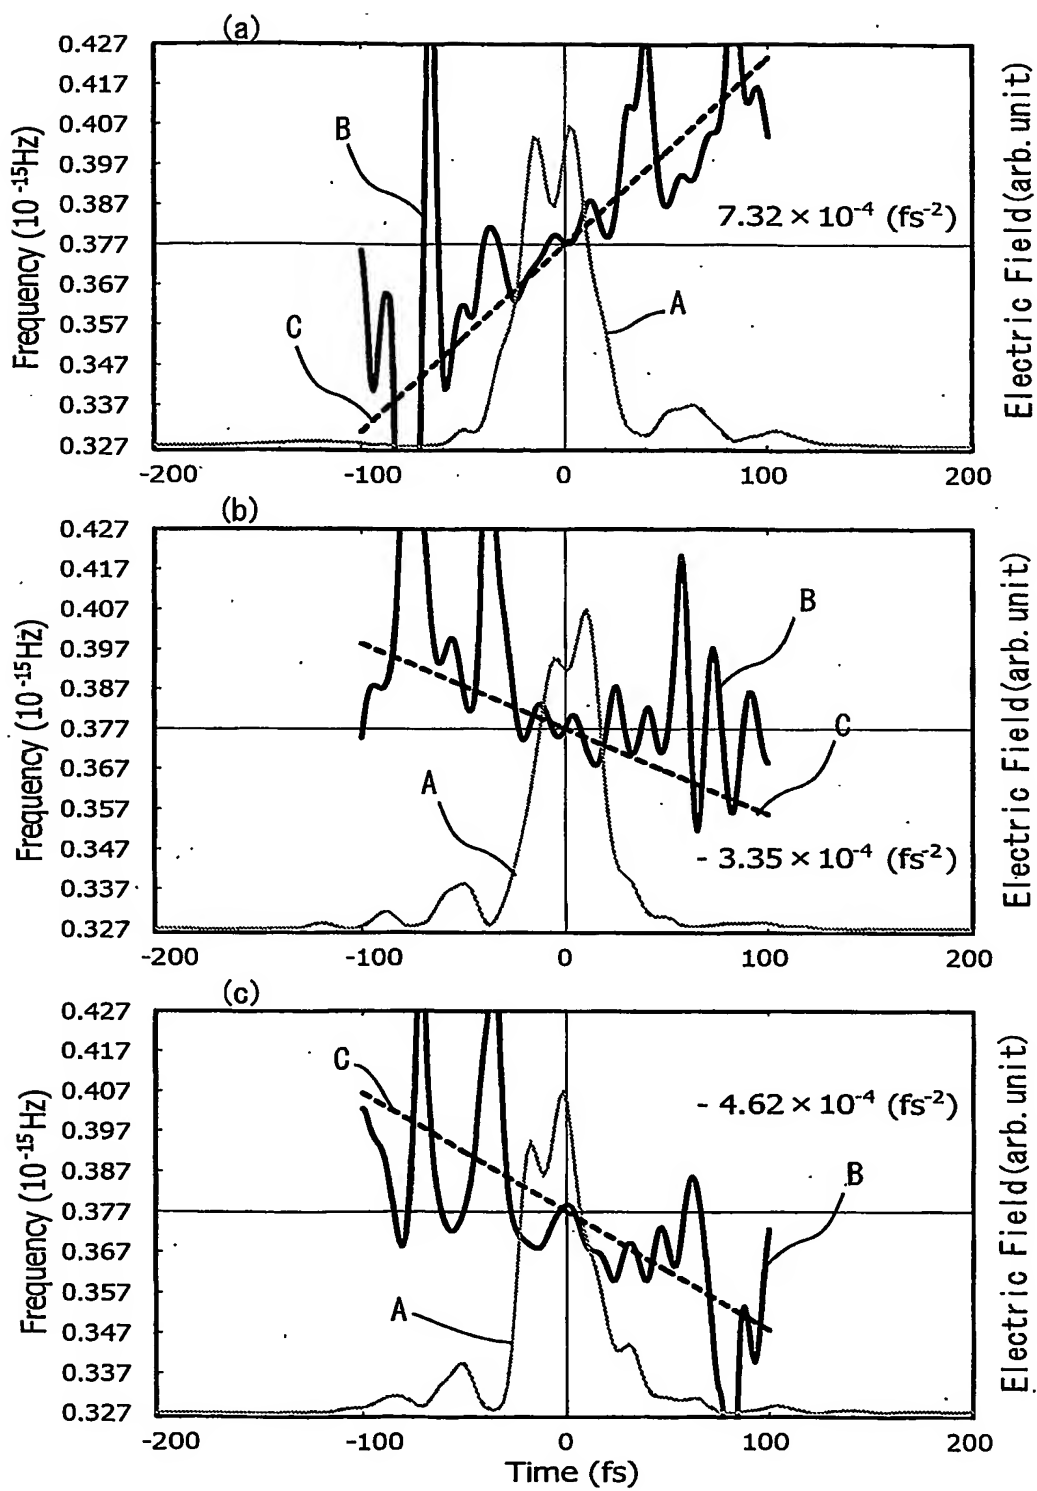 (a)
0.427
0.417
0.407
0.397
0.387
0.377
0.367
0.357
0.347
0.337
0.327
Frequency (10⁻¹⁵Hz)
Electric Field(arb.unit)
B
C
A
7.32×10⁻⁴ (fs⁻²)
-200 -100 0 100 200
(b)
0.427
0.417
0.407
0.397
0.387
0.377
0.367
0.357
0.347
0.337
0.327
Frequency (10⁻¹⁵Hz)
Electric Field(arb.unit)
B
C
A
- 3.35×10⁻⁴ (fs⁻²)
-200 -100 0 100 200
(c)
0.427
0.417
0.407
0.397
0.387
0.377
0.367
0.357
0.347
0.337
0.327
Frequency (10⁻¹⁵Hz)
Electric Field(arb.unit)
C
- 4.62×10⁻⁴ (fs⁻²)
B
A
-200 -100 0 100 200
Time (fs)